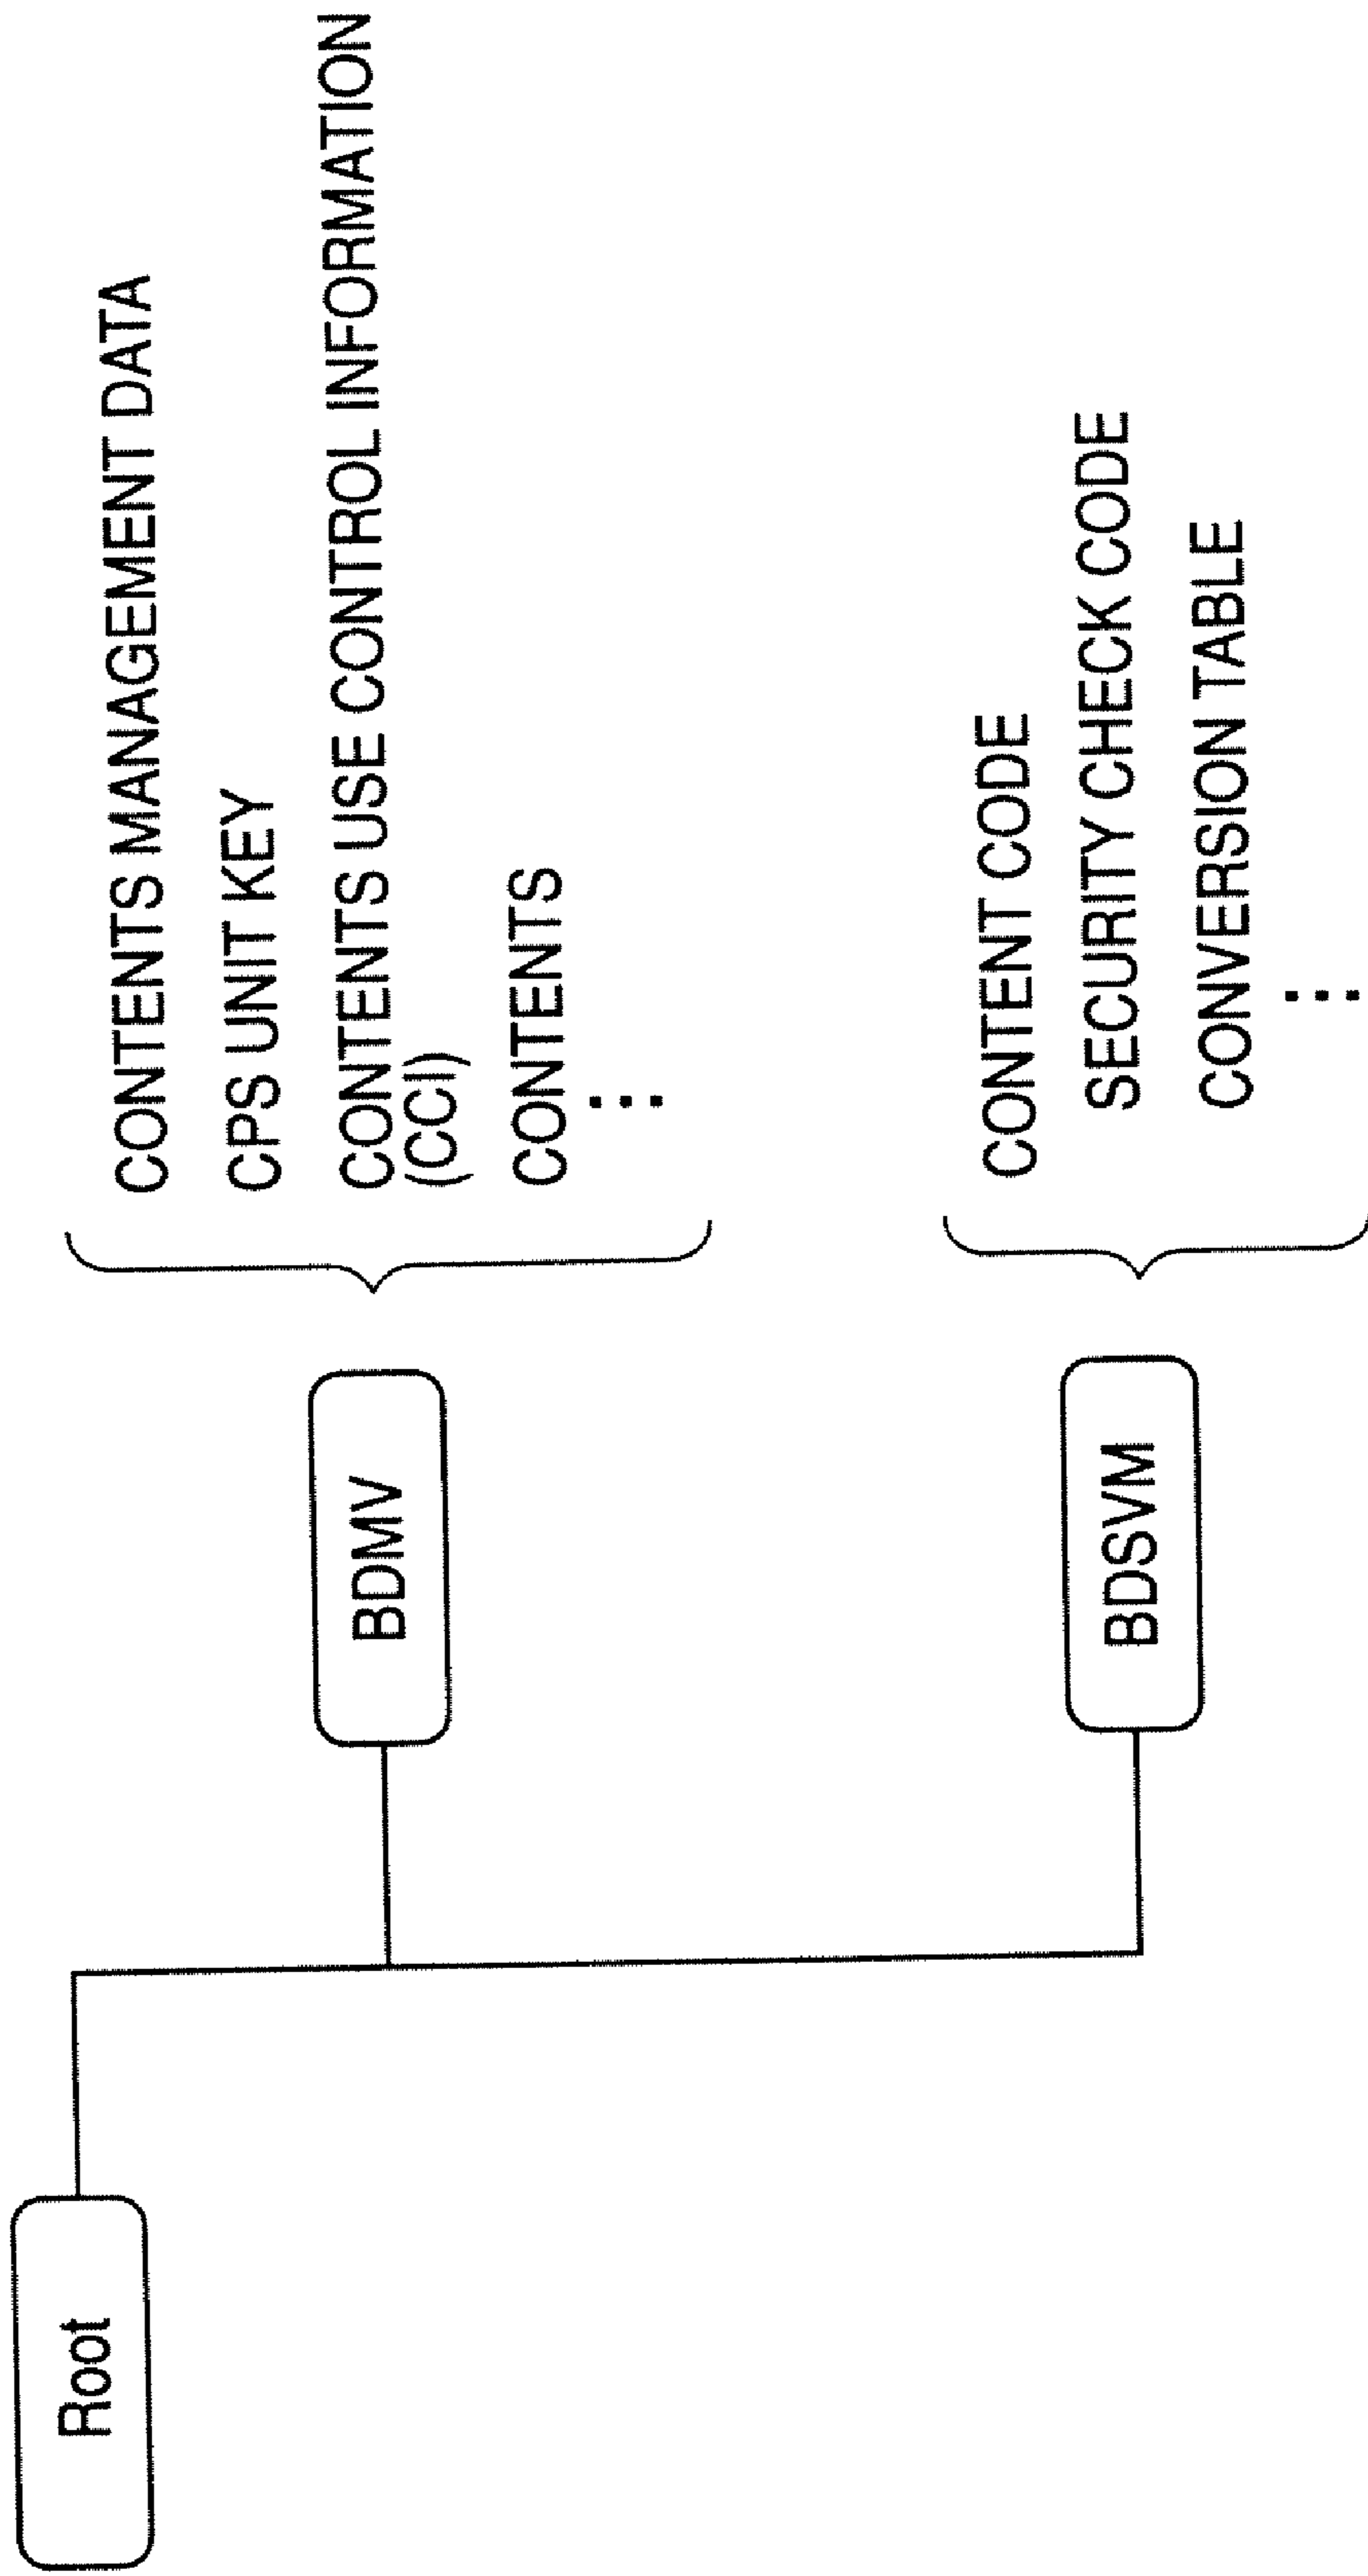 Root
BDMV
CONTENTS MANAGEMENT DATA
CPS UNIT KEY
CONTENTS USE CONTROL INFORMATION
(CCI)
CONTENTS
...
BDSVM
CONTENT CODE
SECURITY CHECK CODE
CONVERSION TABLE
...